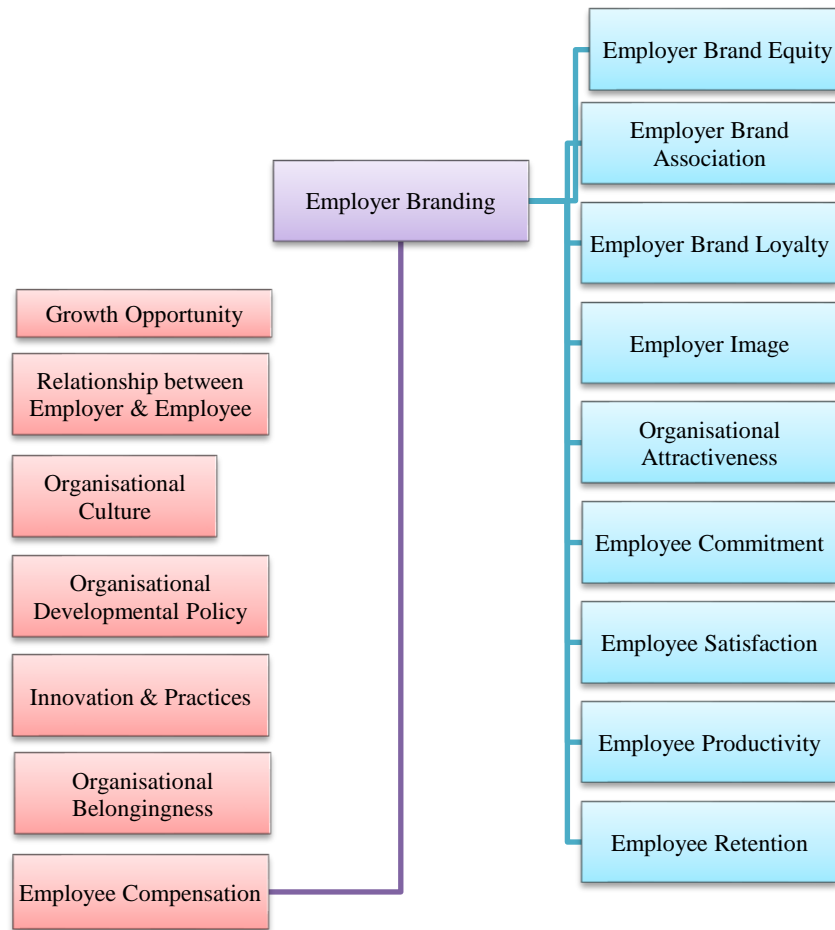 Employer Branding
Growth Opportunity
Relationship between
Employer & Employee
Organisational
Culture
Organisational
Developmental Policy
Innovation & Practices
Organisational
Belongingness
Employee Compensation
Employer Brand Equity
Employer Brand
Association
Employer Brand Loyalty
Employer Image
Organisational
Attractiveness
Employee Commitment
Employee Satisfaction
Employee Productivity
Employee Retention